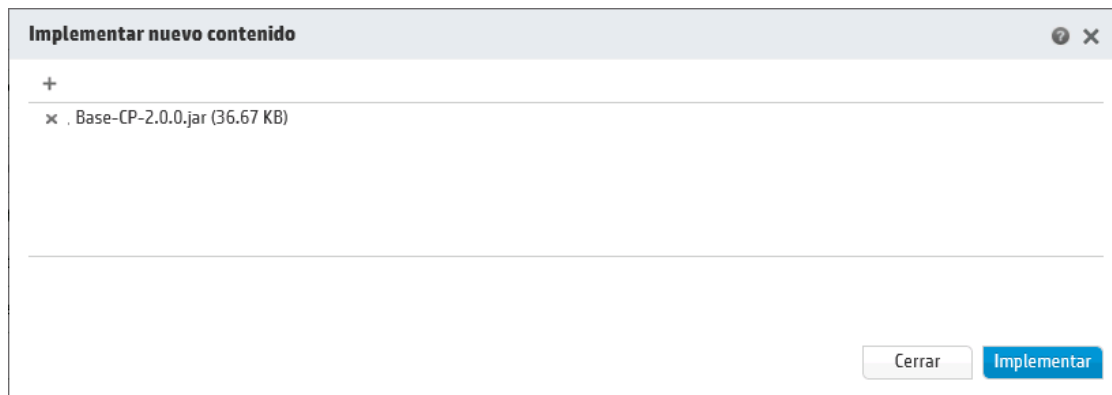 Implementar nuevo contenido
Base-CP-2.0.0.jar (36.67 KB)
Cerrar
Implementar